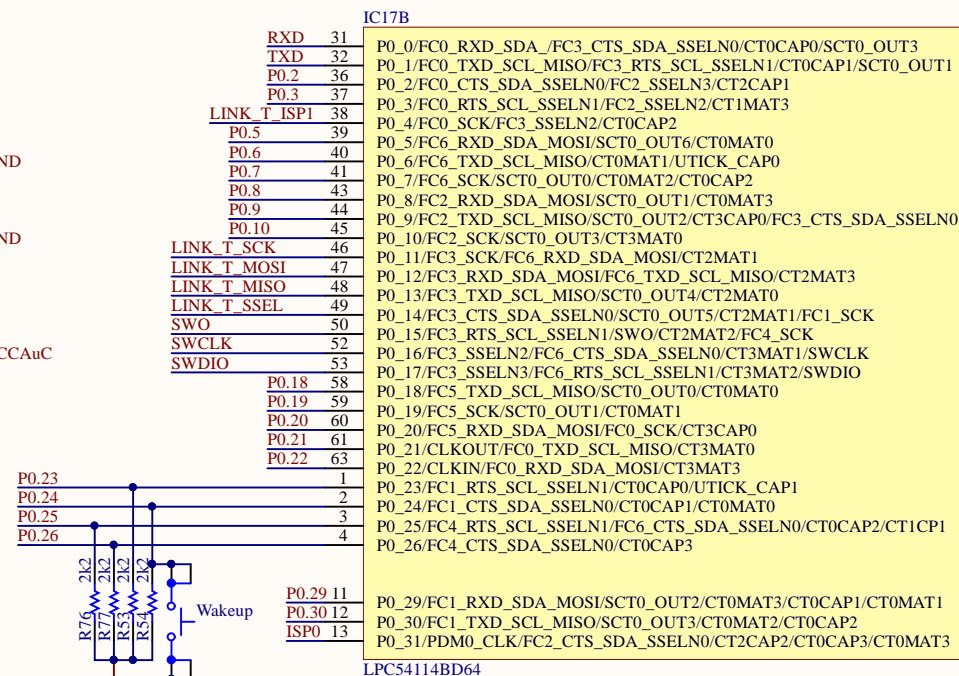 IC17B
RXD 31 P0_0/FC0_RXD_SDA_/FC3_CTS_SDA_SSELN0/CT0CAP0/SCT0_OUT3
TXD 32 P0_1/FC0_TXD_SCL_MISO/FC3_RTS_SCL_SSELN1/CT0CAP1/SCT0_OUT1
P0.2 36 P0_2/FC0_CTS_SDA_SSELN0/FC2_SSELN3/CT2CAP1
P0.3 37 P0_3/FC0_RTS_SCL_SSELN1/FC2_SSELN2/CT1MAT3
LINK_T_ISP1 38 P0_4/FC0_SCK/FC3_SSELN2/CT0CAP2
P0.5 39 P0_5/FC6_RXD_SDA_MOSI/SCT0_OUT6/CT0MAT0
ND P0.6 40 P0_6/FC6_TXD_SCL_MISO/CT0MAT1/UTICK_CAP0
P0.7 41 P0_7/FC6_SCK/SCT0_OUT0/CT0MAT2/CT0CAP2
P0.8 43 P0_8/FC2_RXD_SDA_MOSI/SCT0_OUT1/CT0MAT3
P0.9 44 P0_9/FC2_TXD_SCL_MISO/SCT0_OUT2/CT3CAP0/FC3_CTS_SDA_SSELN0
ND P0.10 45 P0_10/FC2_SCK/SCT0_OUT3/CT3MAT0
LINK_T_SCK 46 P0_11/FC3_SCK/FC6_RXD_SDA_MOSI/CT2MAT1
LINK_T_MOSI 47 P0_12/FC3_RXD_SDA_MOSI/FC6_TXD_SCL_MISO/CT2MAT3
LINK_T_MISO 48 P0_13/FC3_TXD_SCL_MISO/SCT0_OUT4/CT2MAT0
LINK_T_SSEL 49 P0_14/FC3_CTS_SDA_SSELN0/SCT0_OUT5/CT2MAT1/FC1_SCK
SWO 50 P0_15/FC3_RTS_SCL_SSELN1/SWO/CT2MAT2/FC4_SCK
CCAuC SWCLK 52 P0_16/FC3_SSELN2/FC6_CTS_SDA_SSELN0/CT3MAT1/SWCLK
SWDIO 53 P0_17/FC3_SSELN3/FC6_RTS_SCL_SSELN1/CT3MAT2/SWDIO
P0.18 58 P0_18/FC5_TXD_SCL_MISO/SCT0_OUT0/CT0MAT0
P0.19 59 P0_19/FC5_SCK/SCT0_OUT1/CT0MAT1
P0.20 60 P0_20/FC5_RXD_SDA_MOSI/FC0_SCK/CT3CAP0
P0.21 61 P0_21/CLKOUT/FC0_TXD_SCL_MISO/CT3MAT0
P0.22 63 P0_22/CLKIN/FC0_RXD_SDA_MOSI/CT3MAT3
P0.23 1 P0_23/FC1_RTS_SCL_SSELN1/CT0CAP0/UTICK_CAP1
P0.24 2 P0_24/FC1_CTS_SDA_SSELN0/CT0CAP1/CT0MAT0
P0.25 3 P0_25/FC4_RTS_SCL_SSELN1/FC6_CTS_SDA_SSELN0/CT0CAP2/CT1CP1
P0.26 4 P0_26/FC4_CTS_SDA_SSELN0/CT0CAP3
2k2 2k2 2k2 2k2
R76 R77 R53 R54
Wakeup
P0.29 11 P0_29/FC1_RXD_SDA_MOSI/SCT0_OUT2/CT0MAT3/CT0CAP1/CT0MAT1
P0.30 12 P0_30/FC1_TXD_SCL_MISO/SCT0_OUT3/CT0MAT2/CT0CAP2
ISP0 13 P0_31/PDM0_CLK/FC2_CTS_SDA_SSELN0/CT2CAP2/CT0CAP3/CT0MAT3
LPC54114BD64